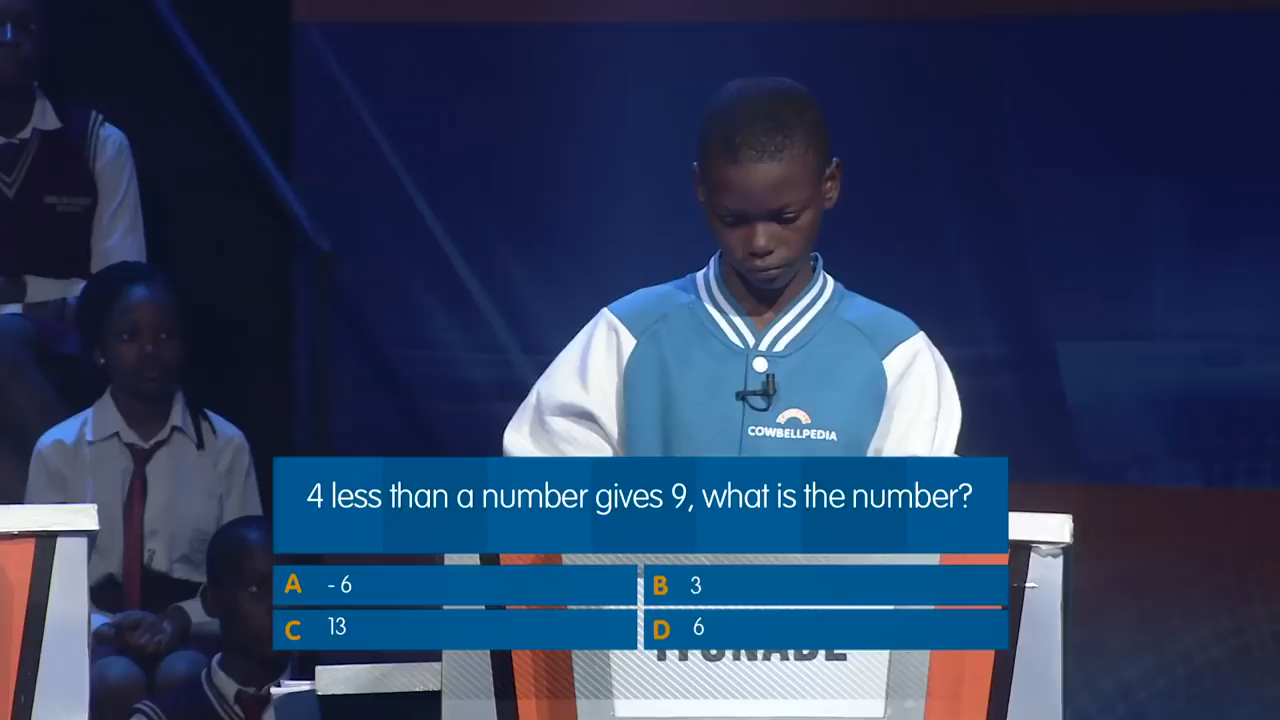 COWBELLPEDIA
4 less than a number gives 9, what is the number?
A - 6
B 3
C 13
D 6